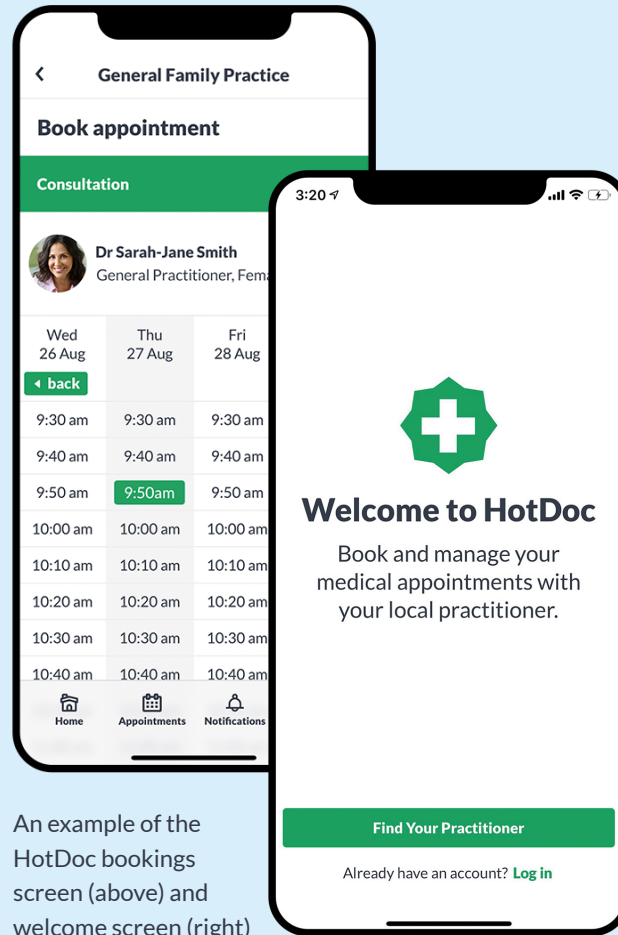 General Family Practice
Book appointment
Consultation
Dr Sarah-Jane Smith
General Practitioner,
Wed Thu Fri
26 Aug 27 Aug 28 Aug
back
9:30 am 9:30 am 9:30 am
9:40 am 9:40 am 9:40 am
9:50 am 9:50am 9:50 am
10:00 am 10:00 am 10:00 am
10:10 am 10:10 am 10:10 am
10:20 am 10:20 am 10:20 am
10:30 am 10:30 am 10:30 am
10:40 am 10:40 am 10:40 am
Home Appointments Notifications
3:20
Welcome to HotDoc
Book and manage your
medical appointments with
your local practitioner.
Find Your Practitioner
Already have an account? Log in
An example of the
HotDoc bookings
screen (above) and
welcome screen (right)